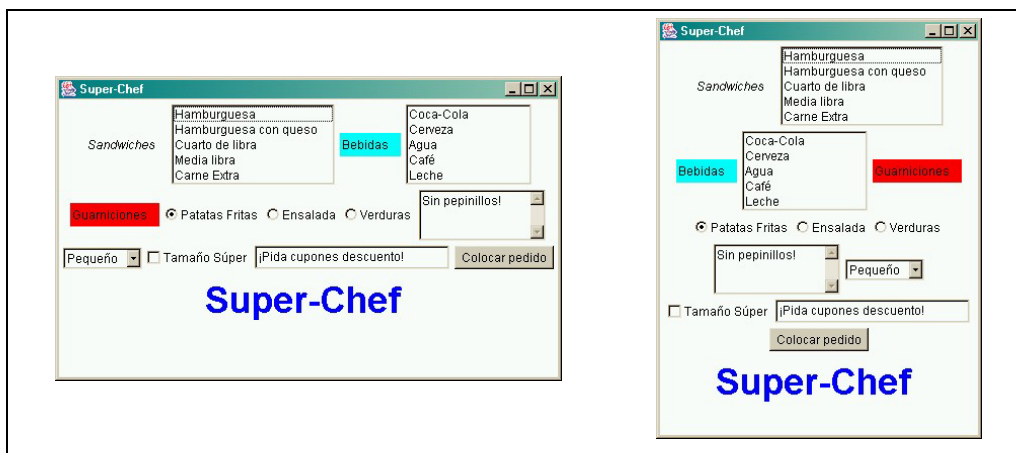 Super-Chef
Sandwiches
Hamburguesa
Hamburguesa con queso
Cuarto de libra
Media libra
Carne Extra
Bebidas
Coca-Cola
Cerveza
Agua
Café
Leche
Guarniciones
Patatas Fritas Ensalada Verduras
Sin pepinillos!
Pequeño Tamaño Súper ¡Pida cupones descuento! Colocar pedido
Super-Chef
Super-Chef
Sandwiches
Hamburguesa
Hamburguesa con queso
Cuarto de libra
Media libra
Carne Extra
Bebidas
Coca-Cola
Cerveza
Agua
Café
Leche
Guarniciones
Patatas Fritas Ensalada Verduras
Sin pepinillos!
Pequeño
Tamaño Súper ¡Pida cupones descuento!
Colocar pedido
Super-Chef